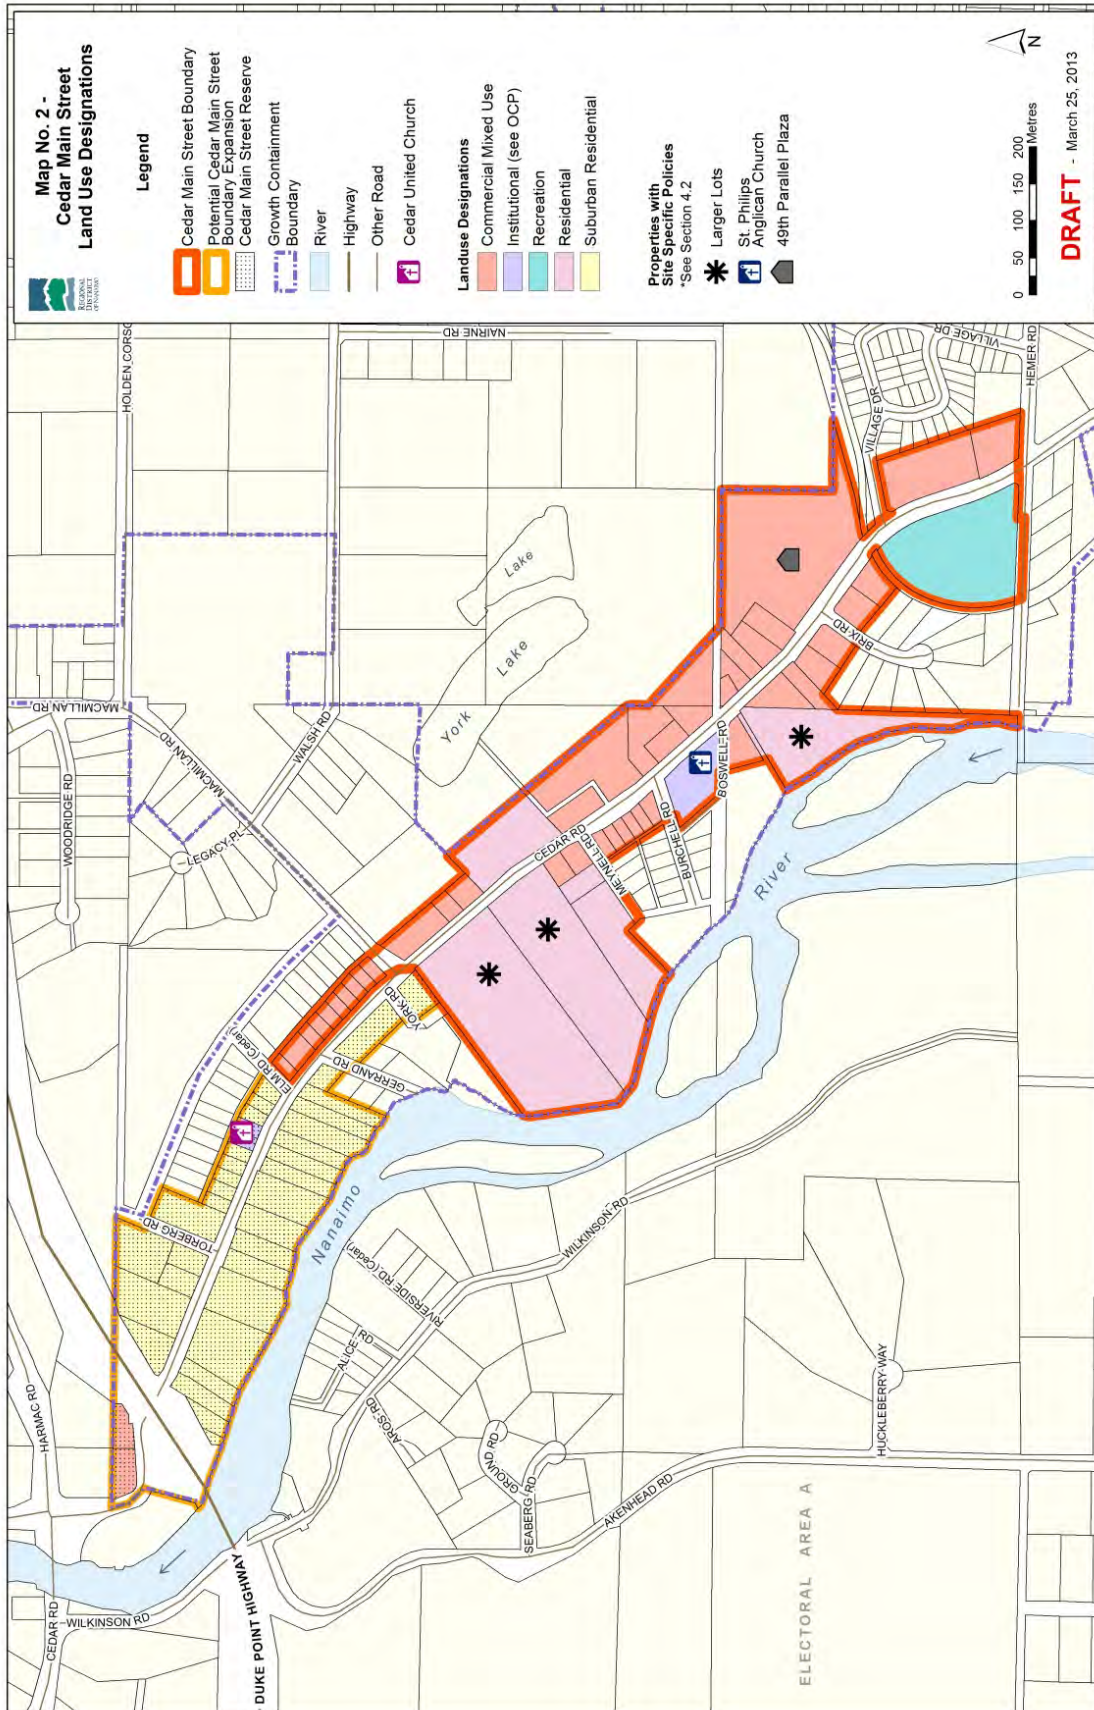 Map No. 2 -
Cedar Main Street
Land Use Designations
REGIONAL
DISTRICT
OF NANAIMO
Legend
Cedar Main Street Boundary
Potential Cedar Main Street
Boundary Expansion
Cedar Main Street Reserve
Growth Containment
Boundary
River
Highway
Other Road
Cedar United Church
Landuse Designations
Commercial Mixed Use
Institutional (see OCP)
Recreation
Residential
Suburban Residential
Properties with
Site Specific Policies
*See Section 4.2
Larger Lots
St. Philips
Anglican Church
49th Parallel Plaza
0 50 100 150 200
Metres
N
DRAFT - March 25, 2013
HARMAC RD
CEDAR RD
WILKINSON RD
DUKE POINT HIGHWAY
TORBERG RD
WOODRIDGE RD
MACMILLAN RD
MACMILLAN RD
HOLDEN CORSO
LEGACY PL
WALSH RD
NAIRNE RD
ELM RD (Cedar)
GERRAND RD
YORK RD
York
Lake
Lake
CEDAR RD
MEYNELL RD
BURCHELL RD
BOSWELL RD
BRIX RD
VILLAGE DR
VILLAGE DR
HEMER RD
Nanaimo
River
RIVERSIDE RD (Cedar)
WILKINSON RD
ALICE RD
AROS RD
GROUND RD
SEABERG RD
AKENHEAD RD
HUCKLEBERRY WAY
ELECTORAL AREA A